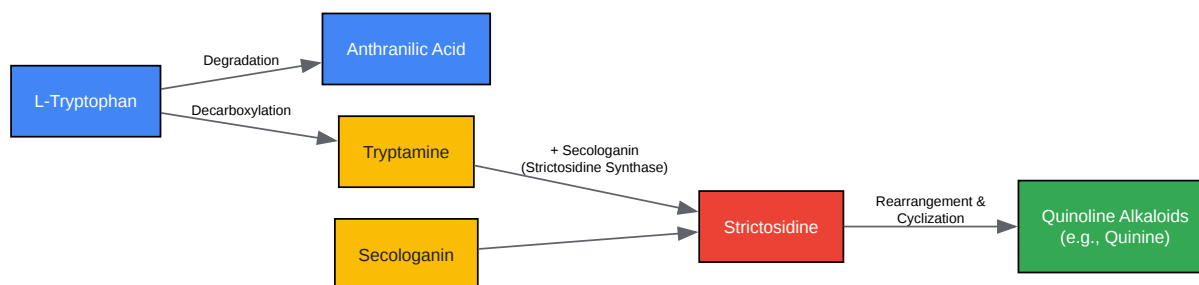 L-Tryptophan
Degradation
Anthranilic Acid
Decarboxylation
Tryptamine
+ Secologanin
(Strictosidine Synthase)
Secologanin
Strictosidine
Rearrangement &
Cyclization
Quinoline Alkaloids
(e.g., Quinine)